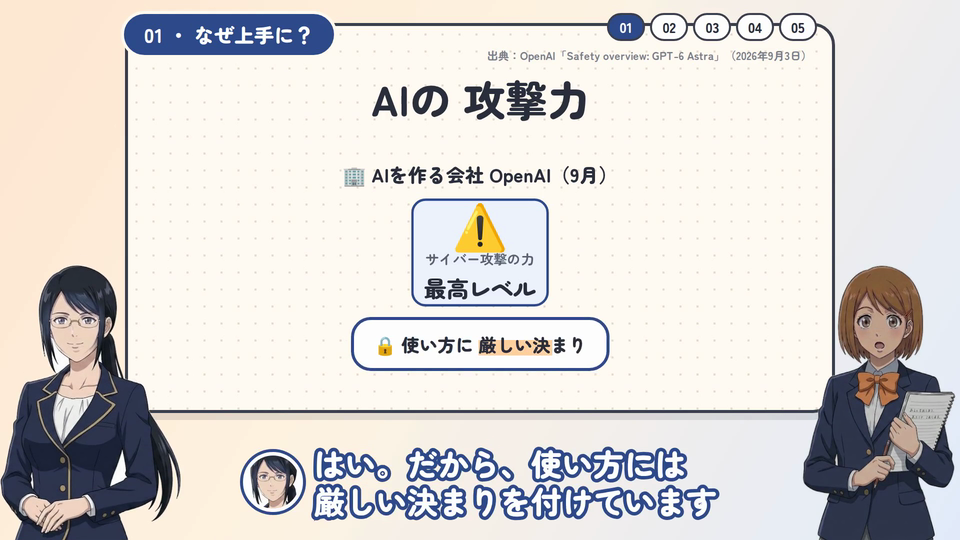 01 ・ なぜ上手に？
01 02 03 04 05
出典：OpenAI「Safety overview: GPT-6 Astra」（2026年9月3日）
AIの 攻撃力
AIを作る会社 OpenAI（9月）
サイバー攻撃の力
最高レベル
使い方に 厳しい決まり
はい。だから、使い方には
厳しい決まりを付けています